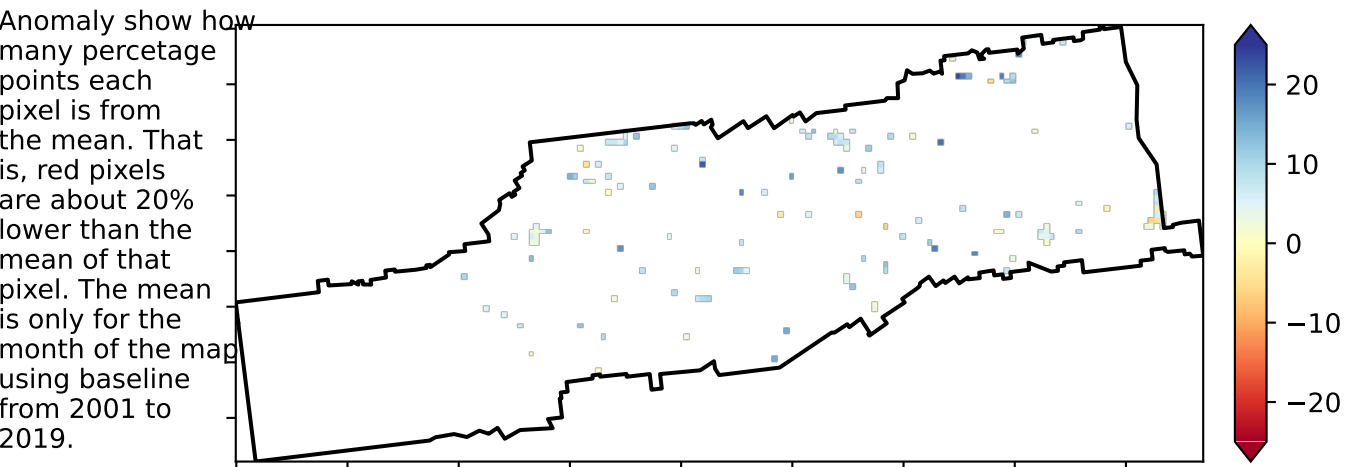 Anomaly show how
many percetage
points each
pixel is from
the mean. That
is, red pixels
are about 20%
lower than the
mean of that
pixel. The mean
is only for the
month of the map
using baseline
from 2001 to
2019.
20
10
0
−10
−20